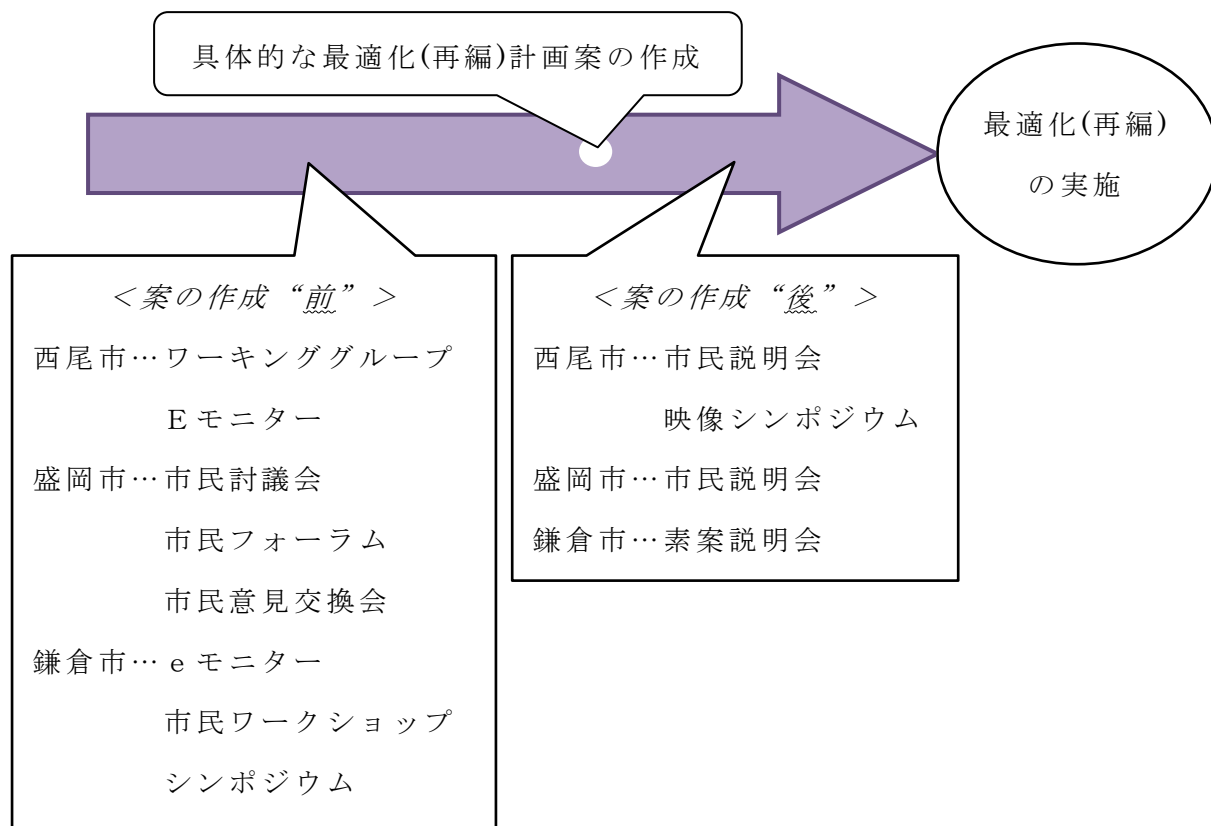 具体的な最適化(再編)計画案の作成
最適化(再編)
の実施
＜案の作成“前”＞
西尾市…ワーキンググループ
Ｅモニター
盛岡市…市民討議会
市民フォーラム
市民意見交換会
鎌倉市…ｅモニター
市民ワークショップ
シンポジウム
＜案の作成“後”＞
西尾市…市民説明会
映像シンポジウム
盛岡市…市民説明会
鎌倉市…素案説明会